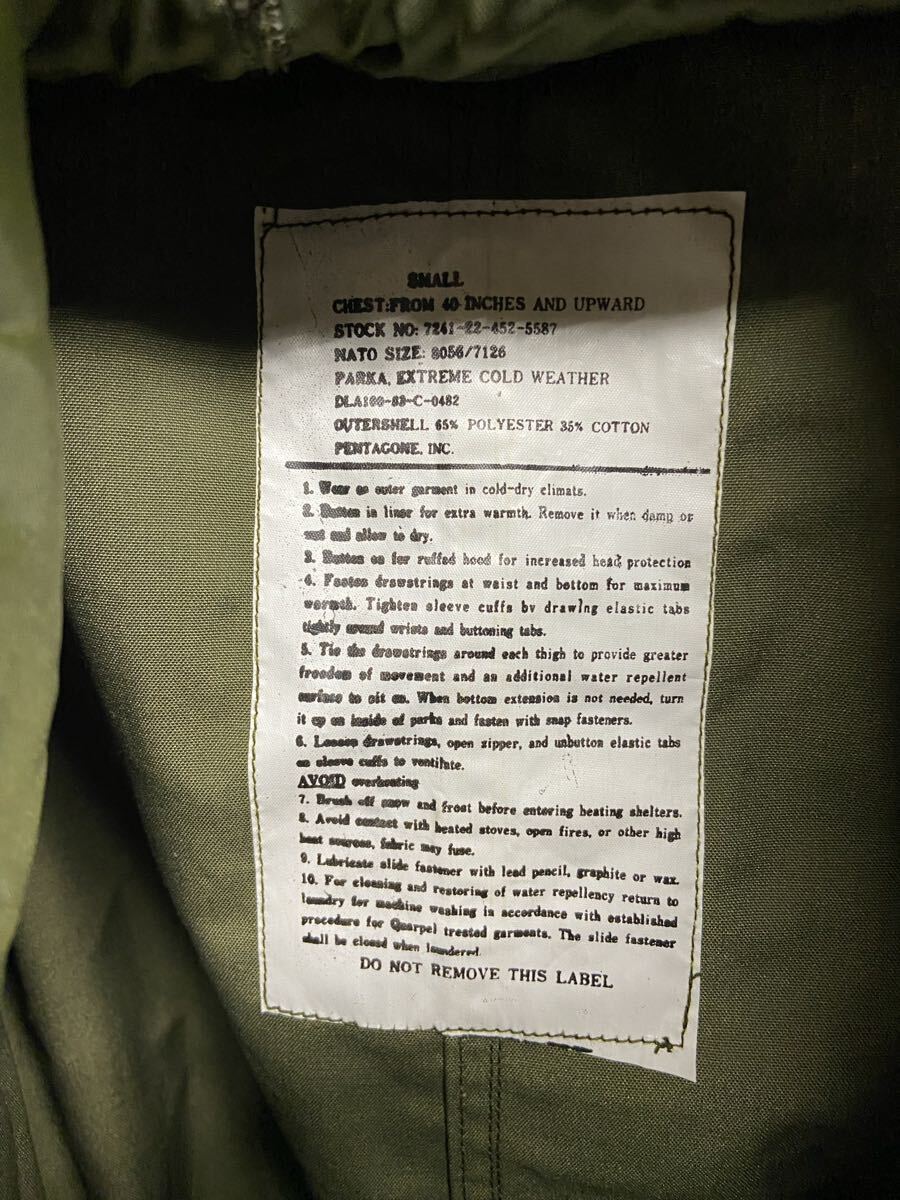 SMALL
CHEST:FROM 40 INCHES AND UPWARD
STOCK NO: 7241-22-452-5587
NATO SIZE: 8056/7126
PARKA, EXTREME COLD WEATHER
DLA100-83-C-0482
OUTERSHELL 65% POLYESTER 35% COTTON
PENTAGONE, INC.
1. Wear as outer garment in cold-dry climats.
2. Button in liner for extra warmth. Remove it when damp or
wet and allow to dry.
3. Button on fur ruffed hood for increased head protection
4. Fasten drawstrings at waist and bottom for maximum
warmth. Tighten sleeve cuffs by drawing elastic tabs
tightly around wrists and buttoning tabs.
5. Tie the drawstrings around each thigh to provide greater
freedom of movement and an additional water repellent
surface to sit on. When bottom extension is not needed, turn
it up on inside of parka and fasten with snap fasteners.
6. Loosen drawstrings, open zipper, and unbutton elastic tabs
on sleeve cuffs to ventilate.
AVOID overheating
7. Brush off snow and frost before entering heating shelters.
8. Avoid contact with heated stoves, open fires, or other high
heat sources, fabric may fuse.
9. Lubricate slide fastener with lead pencil, graphite or wax.
10. For cleaning and restoring of water repellency return to
laundry for machine washing in accordance with established
procedure for Quarpel treated garments. The slide fastener
shall be closed when laundered.
DO NOT REMOVE THIS LABEL